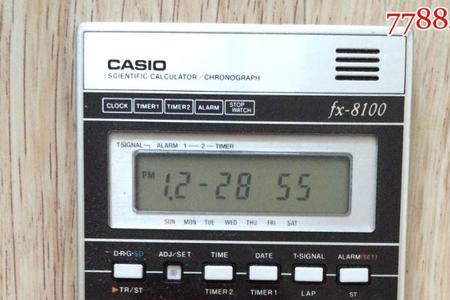 7788
CASIO
SCIENTIFIC CALCULATOR / CHRONOGRAPH
CLOCK TIMER1 TIMER2 ALARM STOP WATCH
fx-8100
T-SIGNAL ALARM 1 — 2 — TIMER
PM 12-28 55
SUN MON TUE WED THU FRI SAT
D·R·G·SD ADJ/SET TIME DATE T-SIGNAL ALARM(SET)
▶TR/ST TIMER 2 TIMER 1 LAP ST